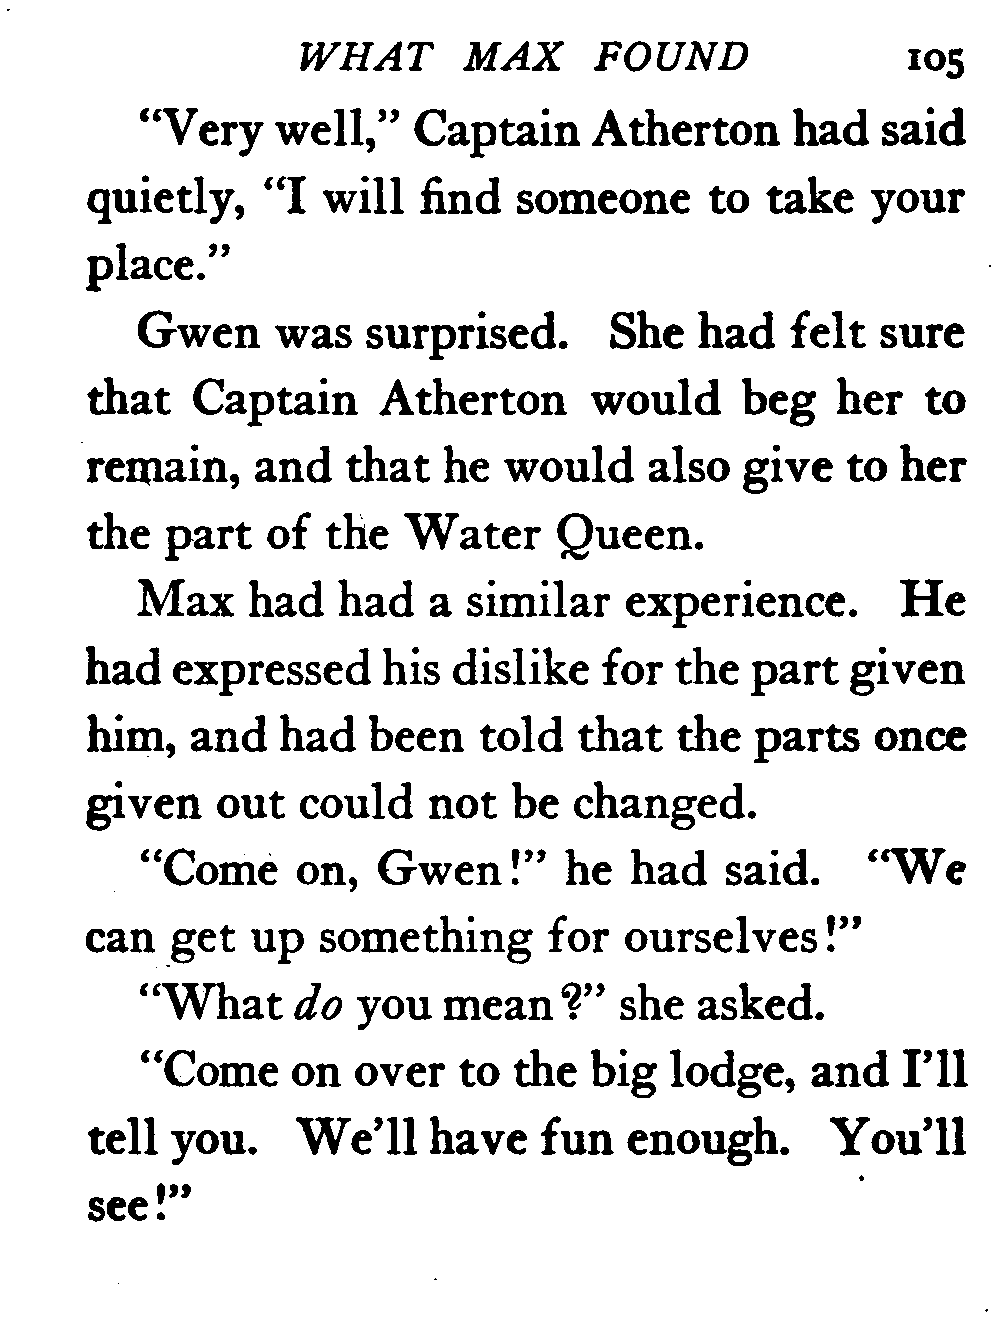 WHAT MAX FOUND 105
"Very well," Captain Atherton had said
quietly, "I will find someone to take your
place."
Gwen was surprised. She had felt sure
that Captain Atherton would beg her to
remain, and that he would also give to her
the part of the Water Queen.
Max had had a similar experience. He
had expressed his dislike for the part given
him, and had been told that the parts once
given out could not be changed.
"Come on, Gwen!" he had said. "We
can get up something for ourselves!"
"What do you mean?" she asked.
"Come on over to the big lodge, and I'll
tell you. We'll have fun enough. You'll
see!"